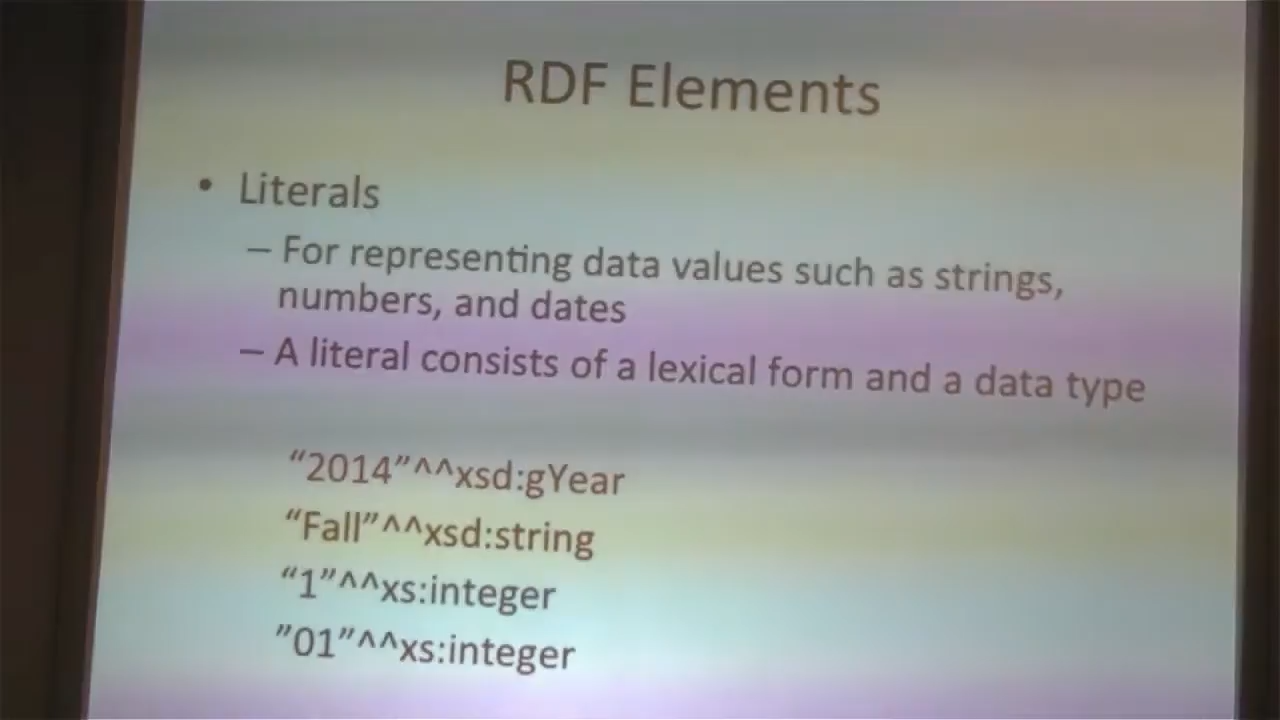 RDF Elements
• Literals
– For representing data values such as strings,
numbers, and dates
– A literal consists of a lexical form and a data type
“2014”^^xsd:gYear
“Fall”^^xsd:string
“1”^^xs:integer
”01”^^xs:integer